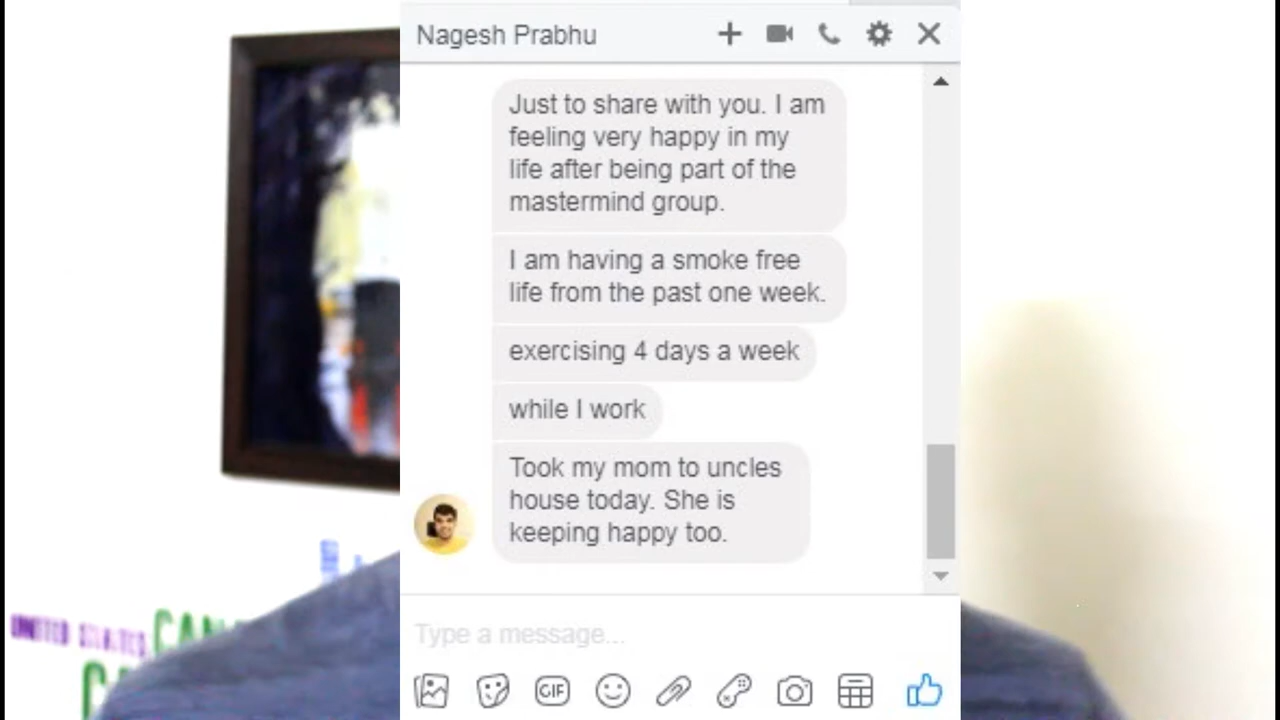 Nagesh Prabhu
Just to share with you. I am
feeling very happy in my
life after being part of the
mastermind group.
I am having a smoke free
life from the past one week.
exercising 4 days a week
while I work
Took my mom to uncles
house today. She is
keeping happy too.
Type a message...
GIF
UNITED STATES